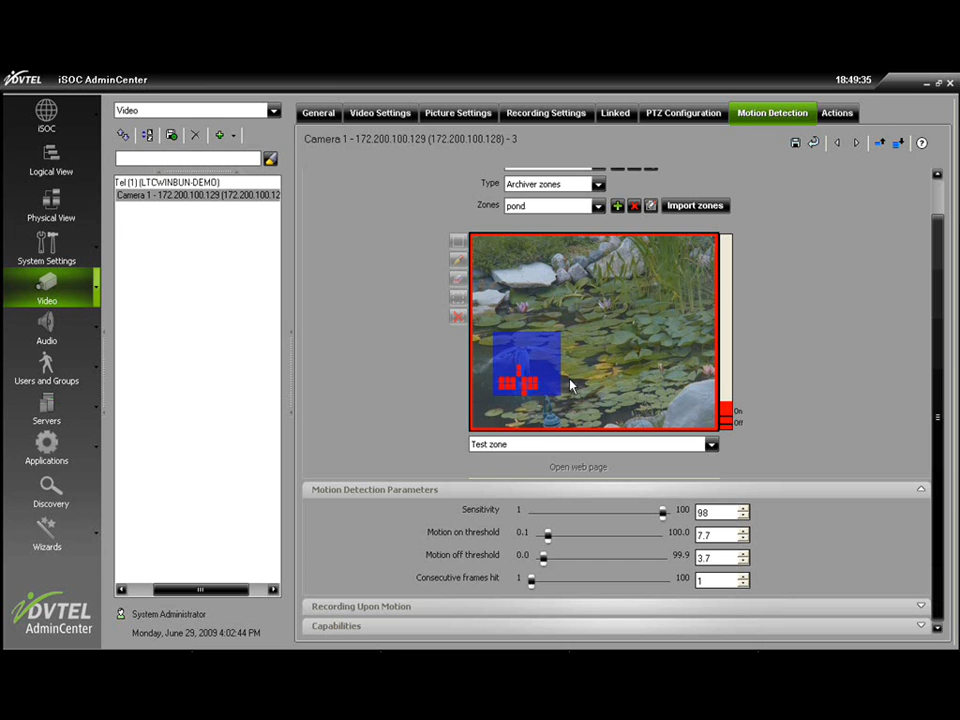 DVTEL iSOC AdminCenter 18:49:35
iSOC
Logical View
Physical View
System Settings
Video
Audio
Users and Groups
Servers
Applications
Discovery
Wizards
DVTEL
AdminCenter
Video
Tel (1) (LTCWINBUN-DEMO)
Camera 1 - 172.200.100.129 (172.200.100.12
System Administrator
Monday, June 29, 2009 4:02:44 PM
General Video Settings Picture Settings Recording Settings Linked PTZ Configuration Motion Detection Actions
Camera 1 - 172.200.100.129 (172.200.100.128) - 3
Type Archiver zones
Zones pond Import zones
On
Off
Test zone
Open web page
Motion Detection Parameters
Sensitivity 1 100 98
Motion on threshold 0.1 100.0 7.7
Motion off threshold 0.0 99.9 3.7
Consecutive frames hit 1 100 1
Recording Upon Motion
Capabilities